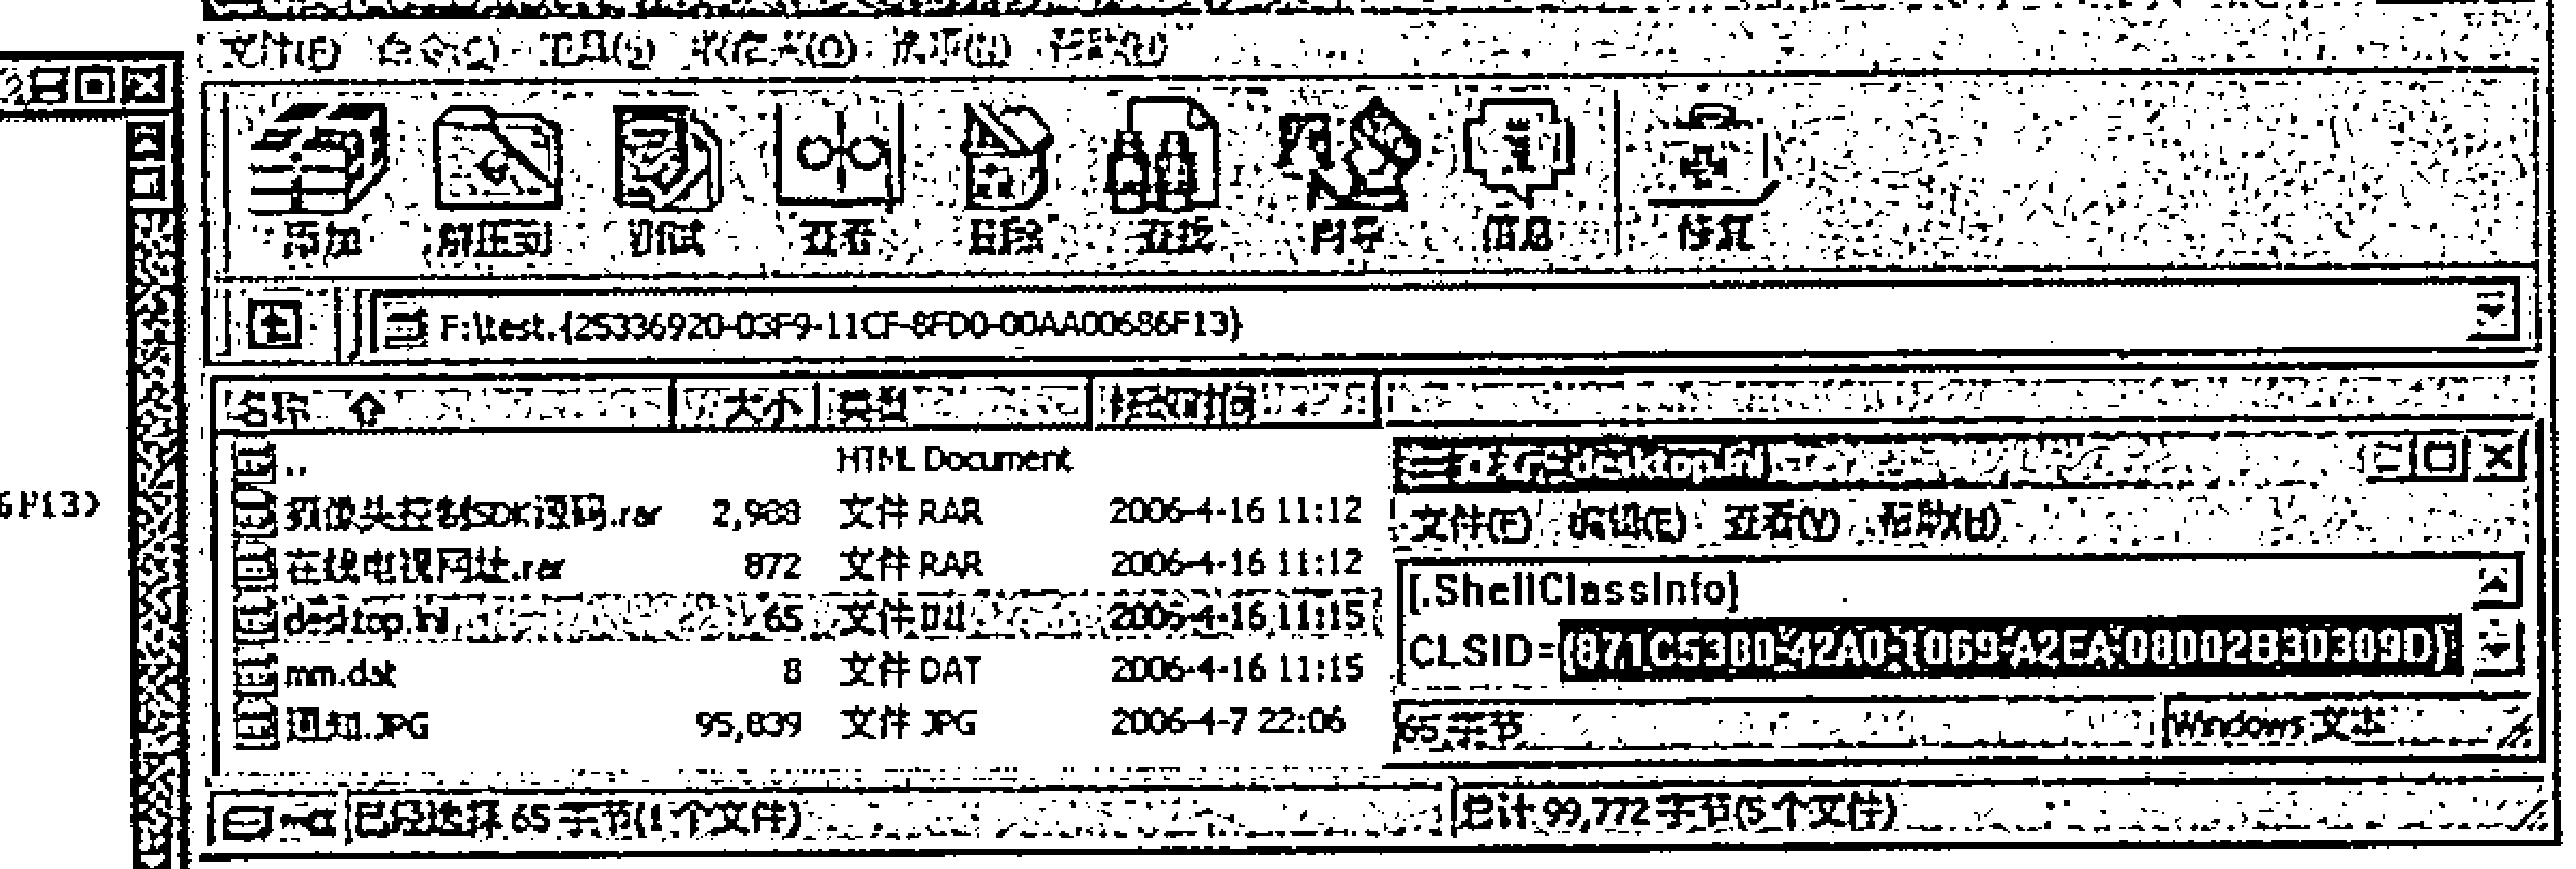 文件(F) 命令(C) 工具(S) 收藏夹(O) 选项(N) 帮助(H)
添加 解压到 测试 查看 删除 查找 向导 信息 修复
F:\test.{25336920-03F9-11CF-8FD0-00AA00686F13}
名称 大小 类型
.. HTML Document
摄像头控制SDK源码.rar 2,988 文件 RAR 2006-4-16 11:12
在线电视网址.rar 872 文件 RAR 2006-4-16 11:12
desktop.ini 65 文件 INI 2006-4-16 11:15
mm.dat 8 文件 DAT 2006-4-16 11:15
通知.JPG 95,839 文件 JPG 2006-4-7 22:06
已经选择 65 字节(1 个文件)
总计 99,772 字节(5 个文件)
查看 - desktop.ini
文件(F) 编辑(E) 查看(V) 帮助(H)
[.ShellClassInfo]
CLSID={871C5380-42A0-1069-A2EA-08002B30309D}
65 字节
Windows 文本
6F13}